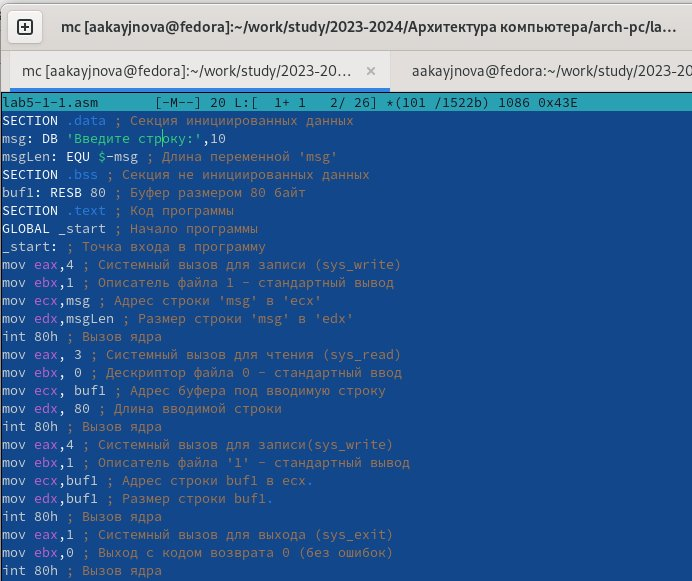 mc [aakayjnova@fedora]:~/work/study/2023-2024/Архитектура компьютера/arch-pc/la...
mc [aakayjnova@fedora]:~/work/study/2023-20... ×
aakayjnova@fedora:~/work/study/2023-20
lab5-1-1.asm [-M--] 20 L:[ 1+ 1 2/ 26] *(101 /1522b) 1086 0x43E
SECTION .data ; Секция инициированных данных
msg: DB 'Введите строку:',10
msgLen: EQU $-msg ; Длина переменной 'msg'
SECTION .bss ; Секция не инициированных данных
buf1: RESB 80 ; Буфер размером 80 байт
SECTION .text ; Код программы
GLOBAL _start ; Начало программы
_start: ; Точка входа в программу
mov eax,4 ; Системный вызов для записи (sys_write)
mov ebx,1 ; Описатель файла 1 - стандартный вывод
mov ecx,msg ; Адрес строки 'msg' в 'ecx'
mov edx,msgLen ; Размер строки 'msg' в 'edx'
int 80h ; Вызов ядра
mov eax, 3 ; Системный вызов для чтения (sys_read)
mov ebx, 0 ; Дескриптор файла 0 - стандартный ввод
mov ecx, buf1 ; Адрес буфера под вводимую строку
mov edx, 80 ; Длина вводимой строки
int 80h ; Вызов ядра
mov eax,4 ; Системный вызов для записи(sys_write)
mov ebx,1 ; Описатель файла '1' - стандартный вывод
mov ecx,buf1 ; Адрес строки buf1 в ecx.
mov edx,buf1 ; Размер строки buf1.
int 80h ; Вызов ядра
mov eax,1 ; Системный вызов для выхода (sys_exit)
mov ebx,0 ; Выход с кодом возврата 0 (без ошибок)
int 80h ; Вызов ядра